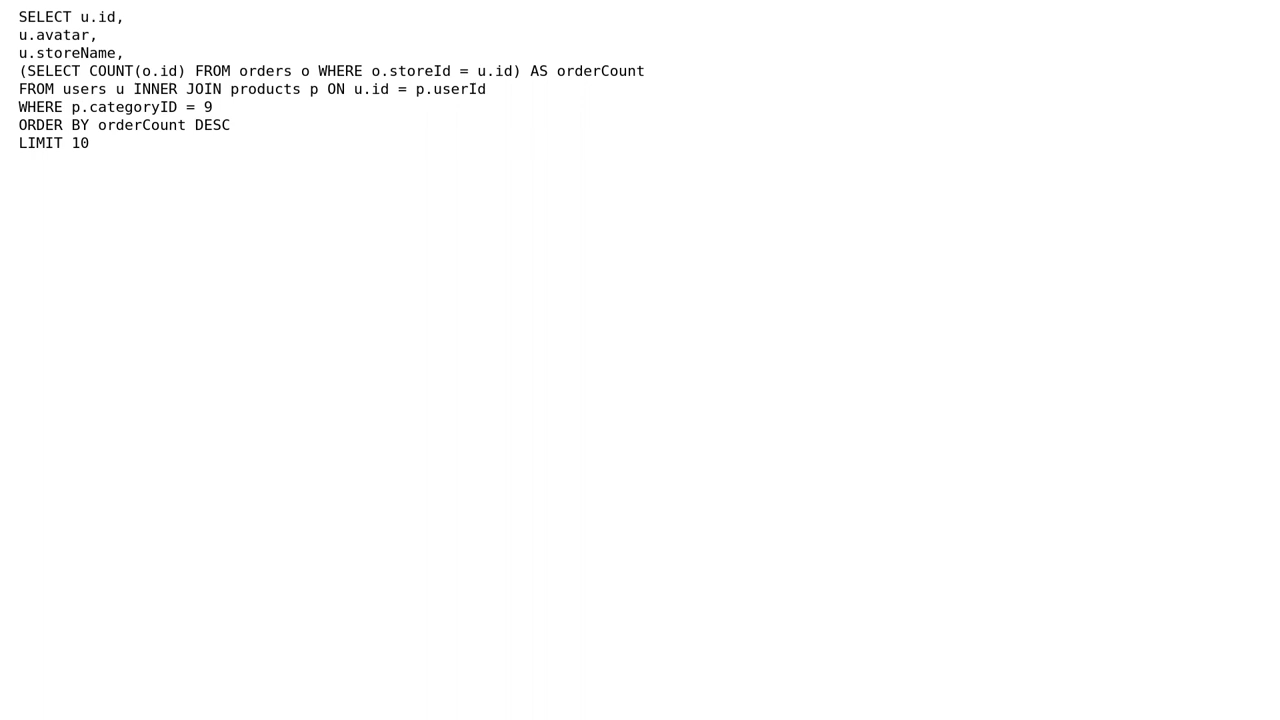 SELECT u.id,
u.avatar,
u.storeName,
(SELECT COUNT(o.id) FROM orders o WHERE o.storeId = u.id) AS orderCount
FROM users u INNER JOIN products p ON u.id = p.userId
WHERE p.categoryID = 9
ORDER BY orderCount DESC
LIMIT 10